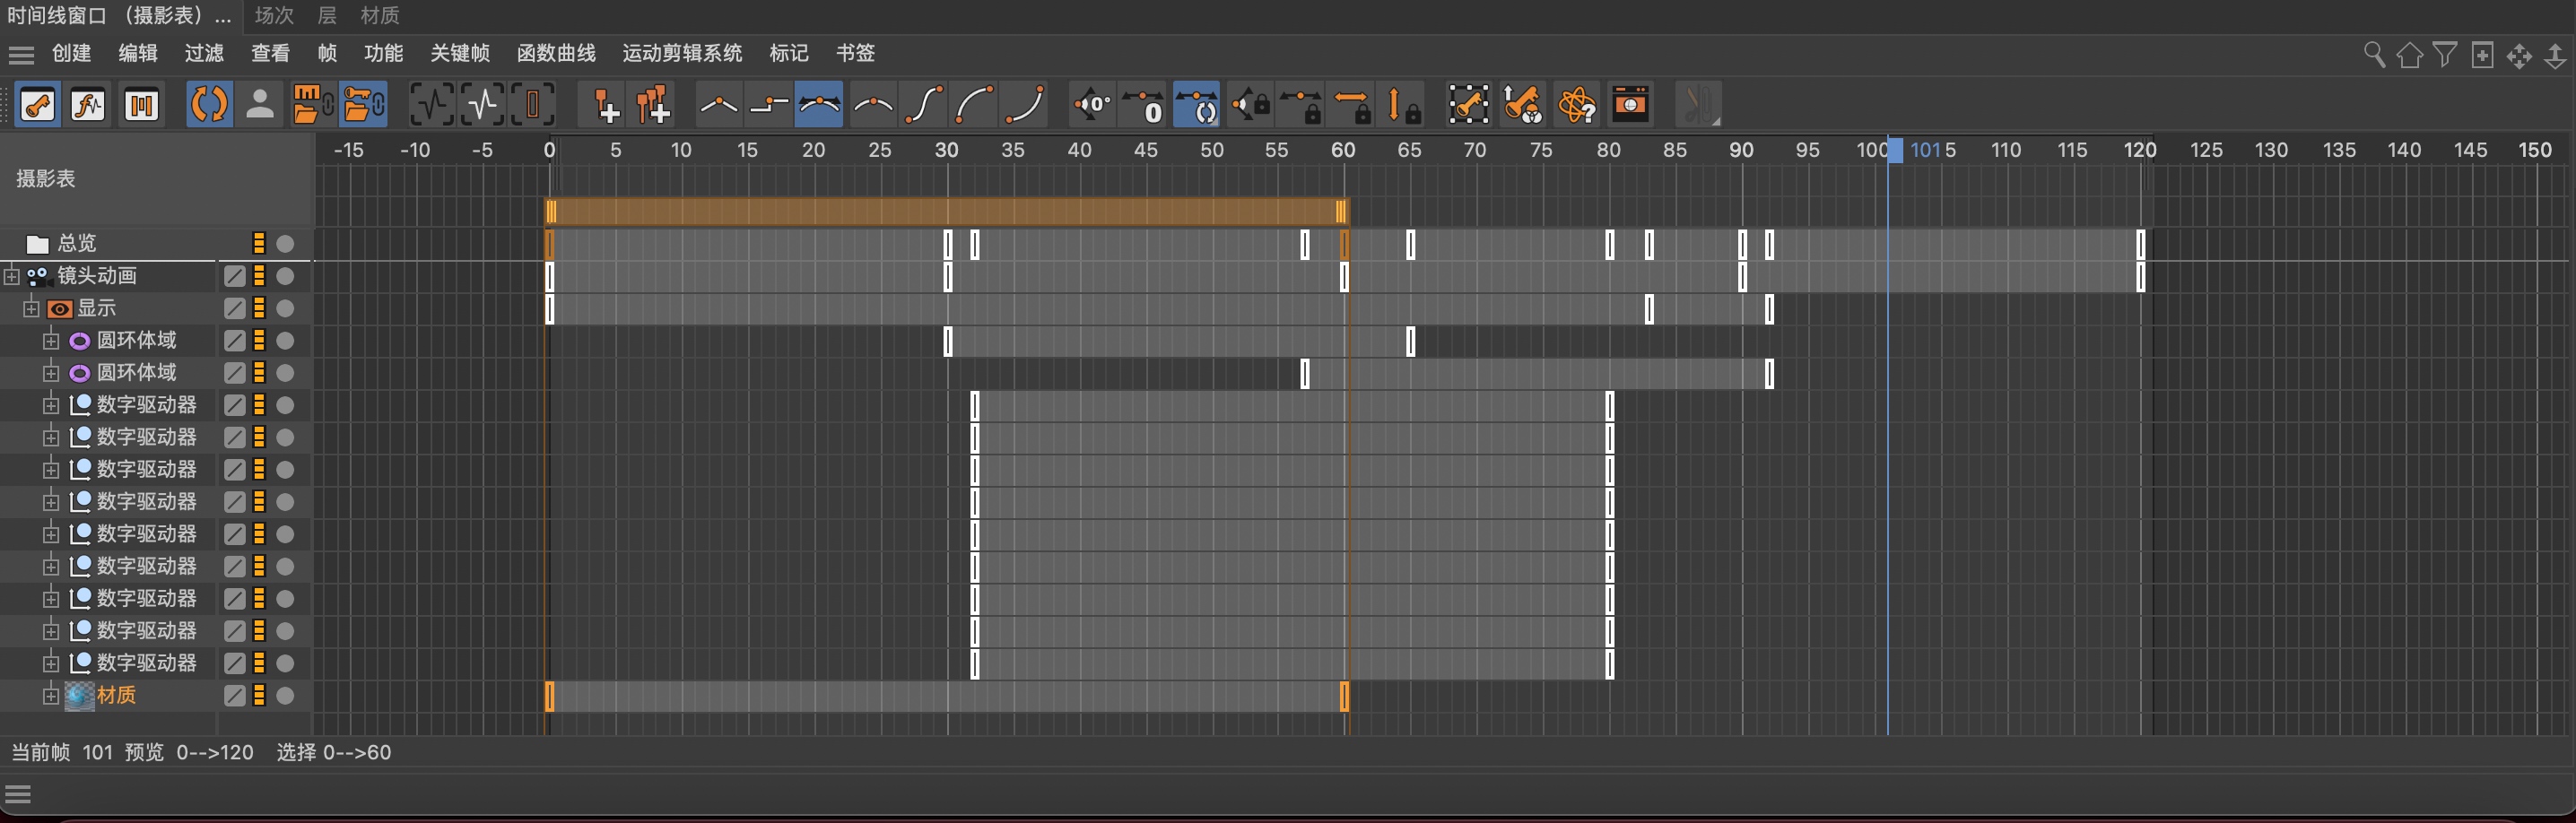 时间线窗口 （摄影表）... 场次 层 材质
创建 编辑 过滤 查看 帧 功能 关键帧 函数曲线 运动剪辑系统 标记 书签
0° 0 ?
-15 -10 -5 0 5 10 15 20 25 30 35 40 45 50 55 60 65 70 75 80 85 90 95 100 101 5 110 115 120 125 130 135 140 145 150
摄影表
总览
镜头动画
显示
圆环体域
圆环体域
数字驱动器
数字驱动器
数字驱动器
数字驱动器
数字驱动器
数字驱动器
数字驱动器
数字驱动器
数字驱动器
材质
当前帧 101 预览 0-->120 选择 0-->60